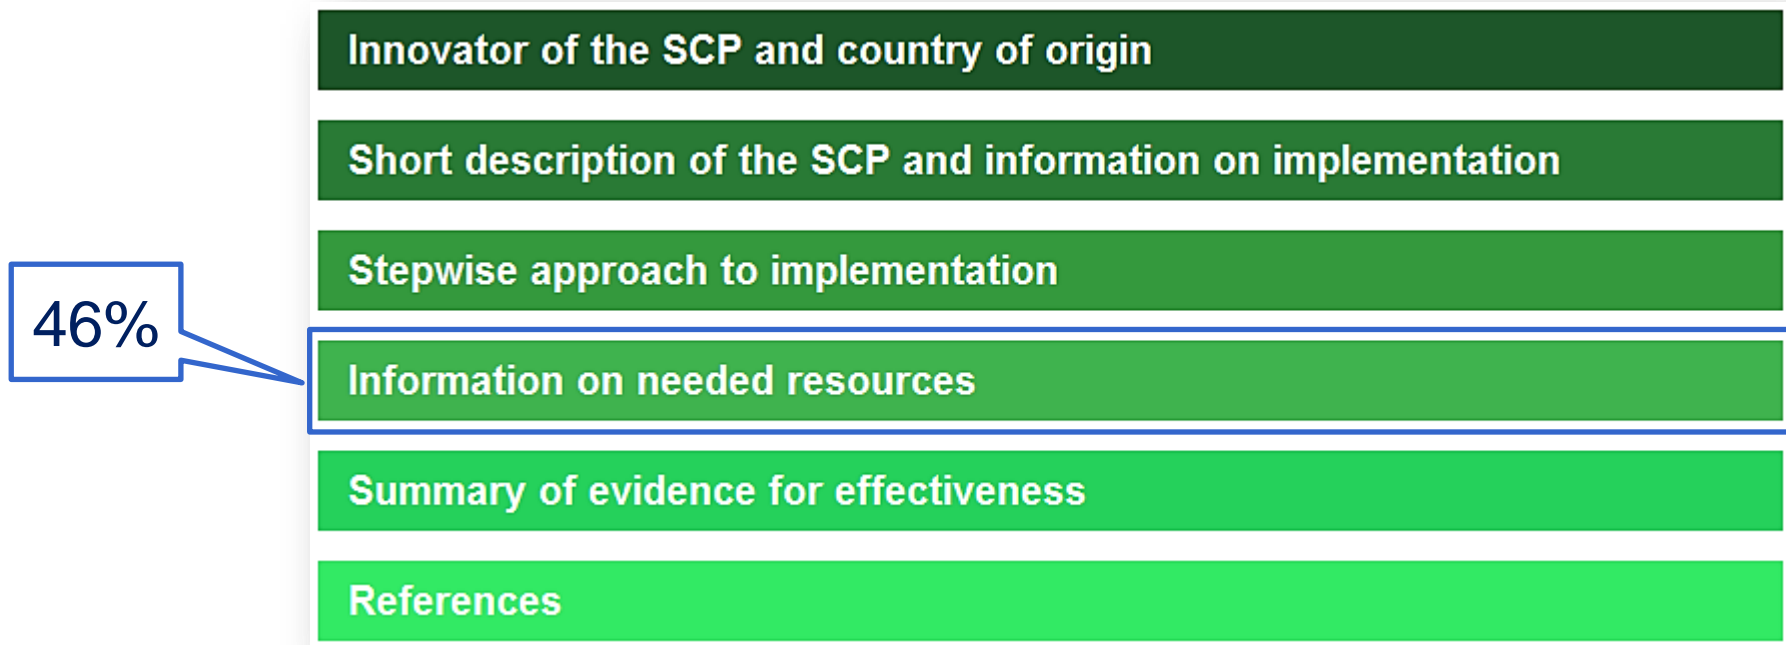 Innovator of the SCP and country of origin
Short description of the SCP and information on implementation
Stepwise approach to implementation
46%
Information on needed resources
Summary of evidence for effectiveness
References